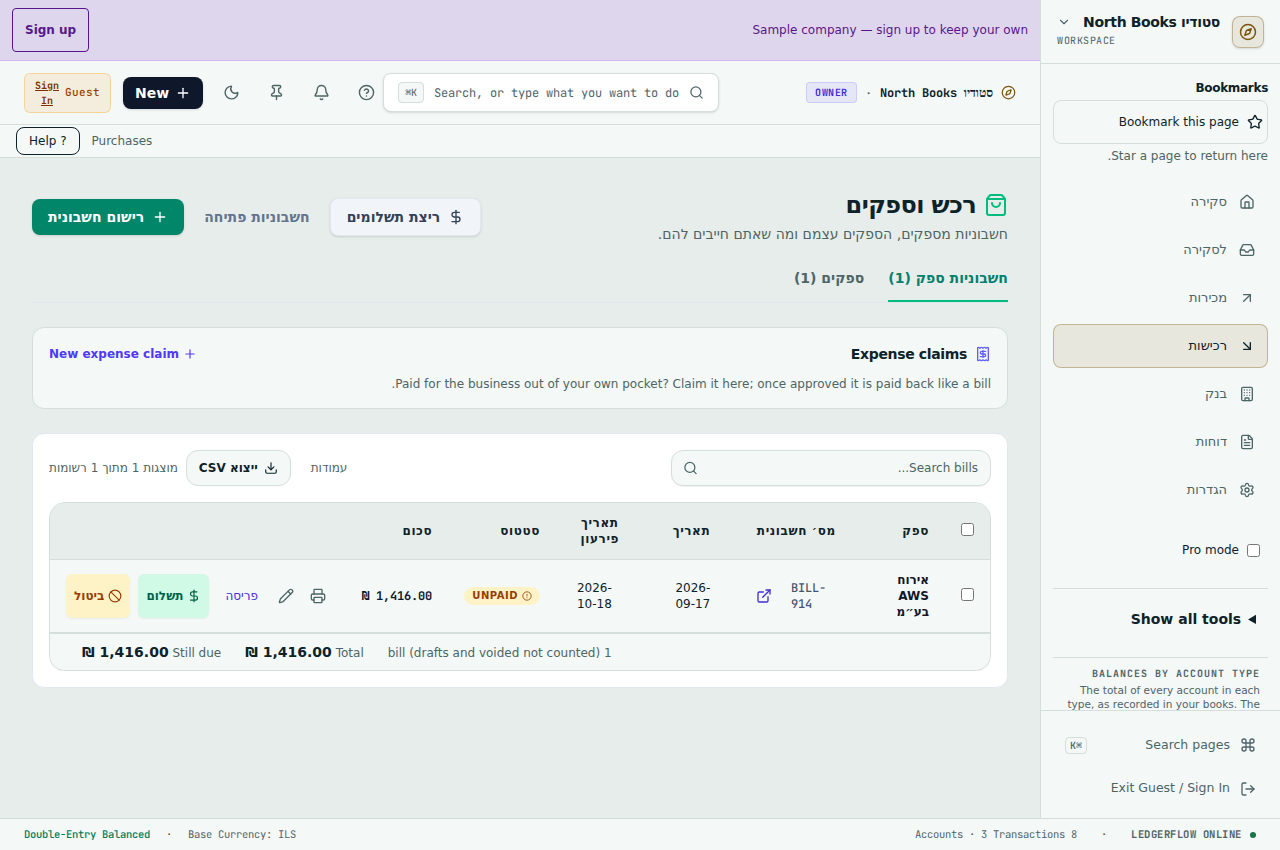 Sample company — sign up to keep your own
Sign up
North Books סטודיו
WORKSPACE
Bookmarks
Bookmark this page
Star a page to return here.
סקירה
לסקירה
מכירות
רכישות
בנק
דוחות
הגדרות
Pro mode
Show all tools
BALANCES BY ACCOUNT TYPE
The total of every account in each
type, as recorded in your books. The
Search pages
⌘K
Exit Guest / Sign In
North Books סטודיו · OWNER
Search, or type what you want to do
⌘K
New
Guest
Sign In
Purchases
Help ?
רכש וספקים
חשבוניות מספקים, הספקים עצמם ומה שאתם חייבים להם.
ריצת תשלומים
חשבוניות פתיחה
רישום חשבונית
חשבוניות ספק (1)
ספקים (1)
Expense claims
New expense claim
Paid for the business out of your own pocket? Claim it here; once approved it is paid back like a bill.
Search bills...
עמודות
ייצוא CSV
מוצגות 1 מתוך 1 רשומות
ספק
מס׳ חשבונית
תאריך
תאריך פירעון
סטטוס
סכום
אירוח AWS בע״מ
BILL-914
2026-09-17
2026-10-18
UNPAID
₪ 1,416.00
פריסה
תשלום
ביטול
1 bill (drafts and voided not counted)
Total ₪ 1,416.00
Still due ₪ 1,416.00
LEDGERFLOW ONLINE
·
8 Accounts · 3 Transactions
Base Currency: ILS
·
Double-Entry Balanced